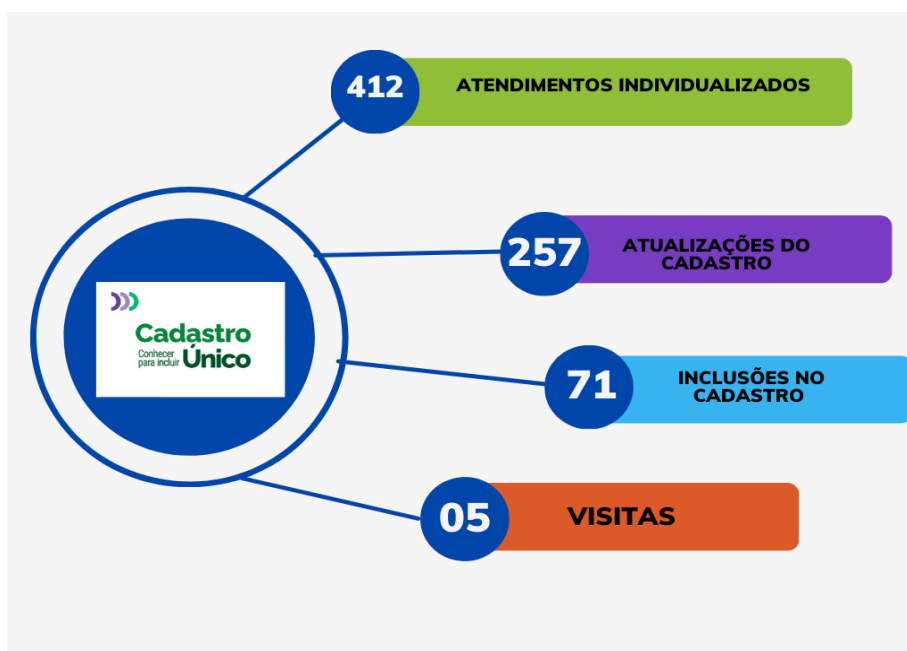 412
ATENDIMENTOS INDIVIDUALIZADOS
257
ATUALIZAÇÕES DO
CADASTRO
Cadastro
Conhecer
para incluir
Único
71
INCLUSÕES NO
CADASTRO
05
VISITAS